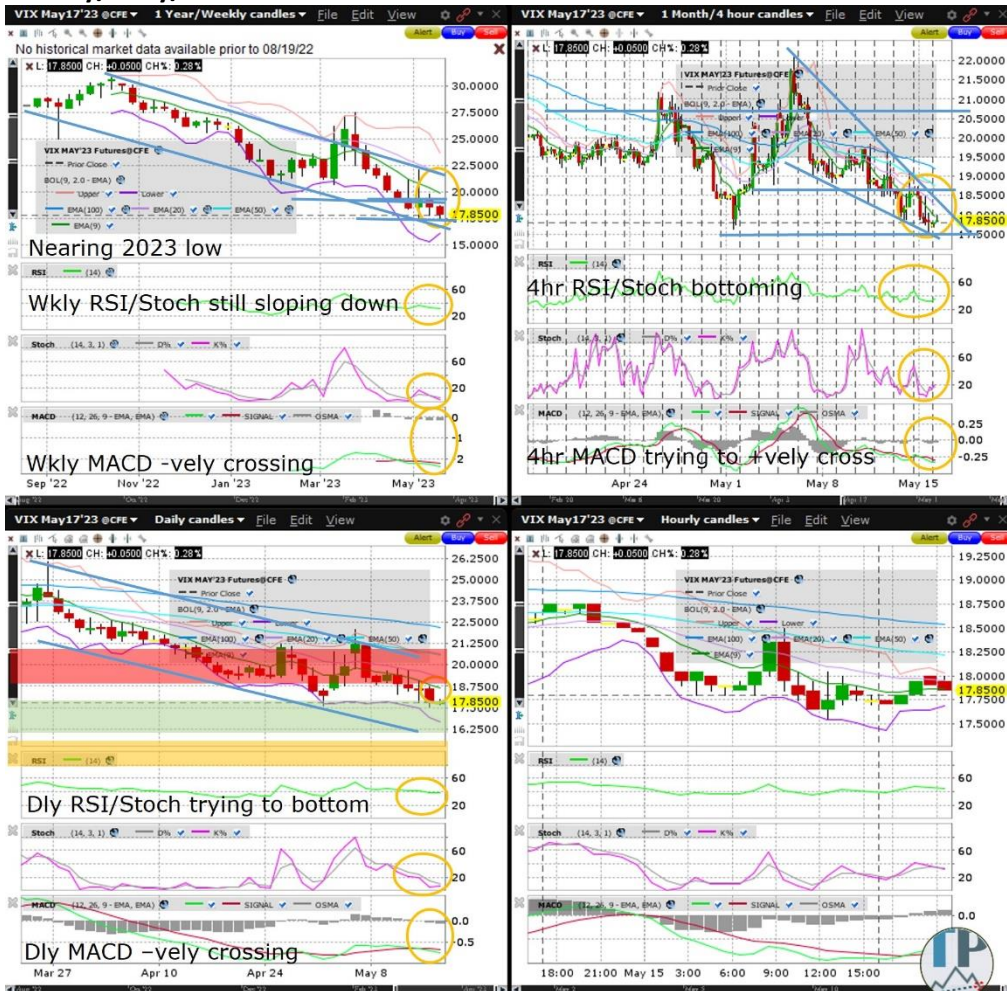 VIX May17'23 @CFE 1 Year/Weekly candles File Edit View
Alert Buy Sell
No historical market data available prior to 08/19/22
L: 17.8500 CH: +0.0500 CH%: 0.28%
30.0000
27.5000
25.0000
22.5000
20.0000
17.8500
15.0000
VIX MAY'23 Futures@CFE
Prior Close
BOL(9, 2.0 - EMA)
Upper Lower
EMA(100) EMA(20) EMA(50)
EMA(9)
Nearing 2023 low
RSI (14)
60
20
Wkly RSI/Stoch still sloping down
Stoch (14, 3, 1) D% K%
60
20
MACD (12, 26, 9 - EMA, EMA) SIGNAL OSMA
0
-1
2
Wkly MACD -vely crossing
Sep '22 Nov '22 Jan'23 Mar'23 May'23
VIX May17'23 @CFE 1 Month/4 hour candles File Edit View
Alert Buy Sell
L: 17.8500 CH: +0.0500 CH%: 0.28%
22.0000
21.5000
21.0000
20.5000
20.0000
19.5000
19.0000
18.5000
17.8500
17.5000
VIX MAY'23 Futures@CFE
Prior Close
BOL(9, 2.0 - EMA)
Upper Lower
EMA(100) EMA(20) EMA(50)
EMA(9)
RSI (14)
60
20
4hr RSI/Stoch bottoming
Stoch (14, 3, 1) D% K%
60
20
MACD (12, 26, 9 - EMA, EMA) SIGNAL OSMA
0.25
0.00
-0.25
4hr MACD trying to +vely cross
Apr 24 May 1 May 8 May 15
VIX May17'23 @CFE Daily candles File Edit View
Alert Buy Sell
L: 17.8500 CH: +0.0500 CH%: 0.28%
26.2500
25.0000
23.7500
22.5000
21.2500
20.0000
18.7500
17.8500
17.5000
16.2500
VIX MAY'23 Futures@CFE
Prior Close
BOL(9, 2.0 - EMA)
Upper Lower
EMA(100) EMA(20) EMA(50)
EMA(9)
RSI (14)
60
20
Dly RSI/Stoch trying to bottom
Stoch (14, 3, 1) D% K%
60
20
MACD (12, 26, 9 - EMA, EMA) SIGNAL OSMA
0.0
-0.5
Dly MACD –vely crossing
Mar 27 Apr 10 Apr 24 May 8
VIX May17'23 @CFE Hourly candles File Edit View
Alert Buy Sell
L: 17.8500 CH: +0.0500 CH%: 0.28%
19.2500
19.0000
18.7500
18.5000
18.2500
18.0000
17.8500
17.5000
VIX MAY'23 Futures@CFE
Prior Close
BOL(9, 2.0 - EMA)
Upper Lower
EMA(100) EMA(20) EMA(50)
EMA(9)
RSI (14)
60
20
Stoch (14, 3, 1) D% K%
60
20
MACD (12, 26, 9 - EMA, EMA) SIGNAL OSMA
0.0
18:00 21:00 May 15 3:00 6:00 9:00 12:00 15:00
TP